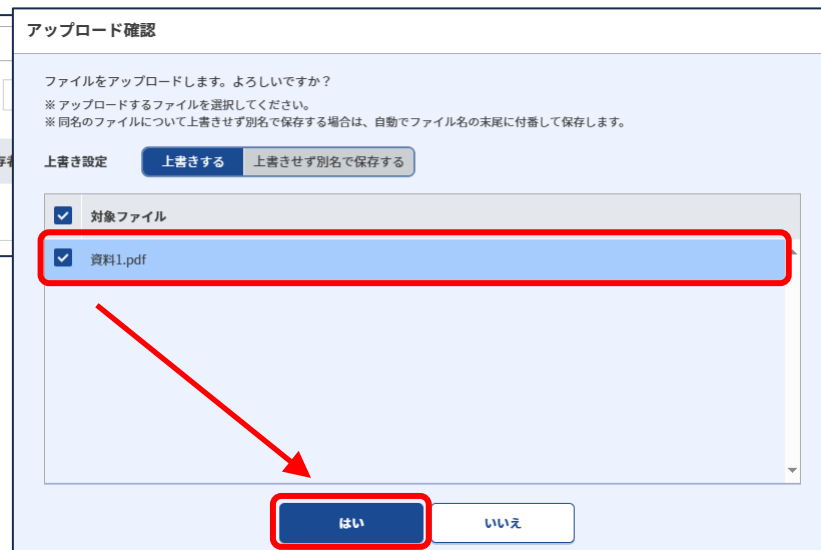 アップロード確認
ファイルをアップロードします。よろしいですか？
※ アップロードするファイルを選択してください。
※ 同名のファイルについて上書きせず別名で保存する場合は、自動でファイル名の末尾に付番して保存します。
上書き設定 上書きする 上書きせず別名で保存する
対象ファイル
資料1.pdf
はい いいえ